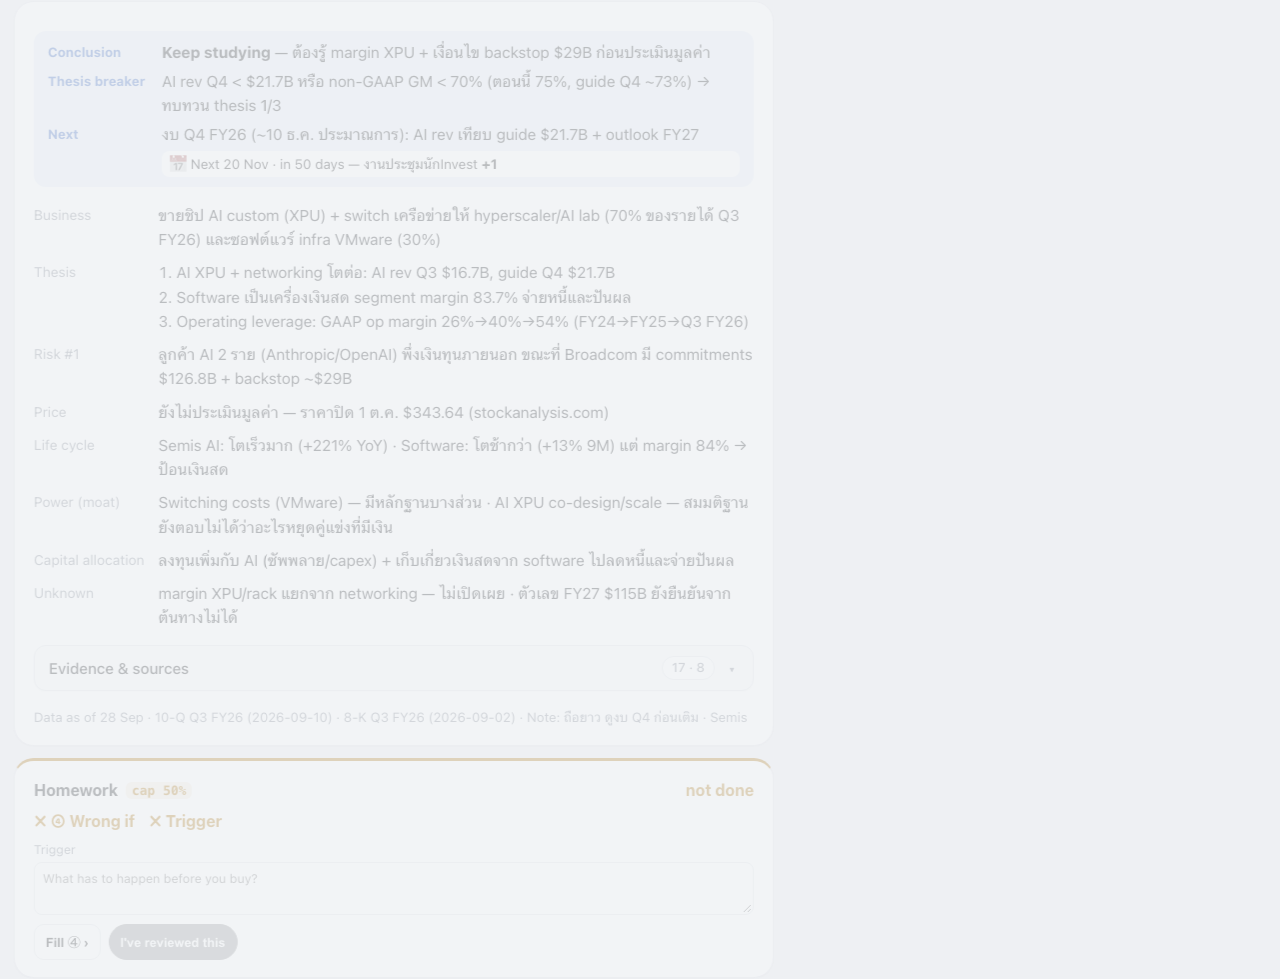 Conclusion
Keep studying — ต้องรู้ margin XPU + เงื่อนไข backstop $29B ก่อนประเมินมูลค่า
Thesis breaker
AI rev Q4 < $21.7B หรือ non-GAAP GM < 70% (ตอนนี้ 75%, guide Q4 ~73%) →
ทบทวน thesis 1/3
Next
งบ Q4 FY26 (~10 ธ.ค. ประมาณการ): AI rev เทียบ guide $21.7B + outlook FY27
📅 Next 20 Nov · in 50 days — งานประชุมนักInvest +1
Business
ขายชิป AI custom (XPU) + switch เครือข่ายให้ hyperscaler/AI lab (70% ของรายได้ Q3
FY26) และซอฟต์แวร์ infra VMware (30%)
Thesis
1. AI XPU + networking โตต่อ: AI rev Q3 $16.7B, guide Q4 $21.7B
2. Software เป็นเครื่องเงินสด segment margin 83.7% จ่ายหนี้และปันผล
3. Operating leverage: GAAP op margin 26%→40%→54% (FY24→FY25→Q3 FY26)
Risk #1
ลูกค้า AI 2 ราย (Anthropic/OpenAI) พึ่งเงินทุนภายนอก ขณะที่ Broadcom มี commitments
$126.8B + backstop ~$29B
Price
ยังไม่ประเมินมูลค่า — ราคาปิด 1 ต.ค. $343.64 (stockanalysis.com)
Life cycle
Semis AI: โตเร็วมาก (+221% YoY) · Software: โตช้ากว่า (+13% 9M) แต่ margin 84% →
ป้อนเงินสด
Power (moat)
Switching costs (VMware) — มีหลักฐานบางส่วน · AI XPU co-design/scale — สมมติฐาน
ยังตอบไม่ได้ว่าอะไรหยุดคู่แข่งที่มีเงิน
Capital allocation
ลงทุนเพิ่มกับ AI (ซัพพลาย/capex) + เก็บเกี่ยวเงินสดจาก software ไปลดหนี้และจ่ายปันผล
Unknown
margin XPU/rack แยกจาก networking — ไม่เปิดเผย · ตัวเลข FY27 $115B ยังยืนยันจาก
ต้นทางไม่ได้
Evidence & sources
17 · 8 ▾
Data as of 28 Sep · 10-Q Q3 FY26 (2026-09-10) · 8-K Q3 FY26 (2026-09-02) · Note: ถือยาว ดูงบ Q4 ก่อนเติม · Semis
Homework cap 50%
not done
✕ ④ Wrong if ✕ Trigger
Trigger
What has to happen before you buy?
Fill ④ ›
I've reviewed this